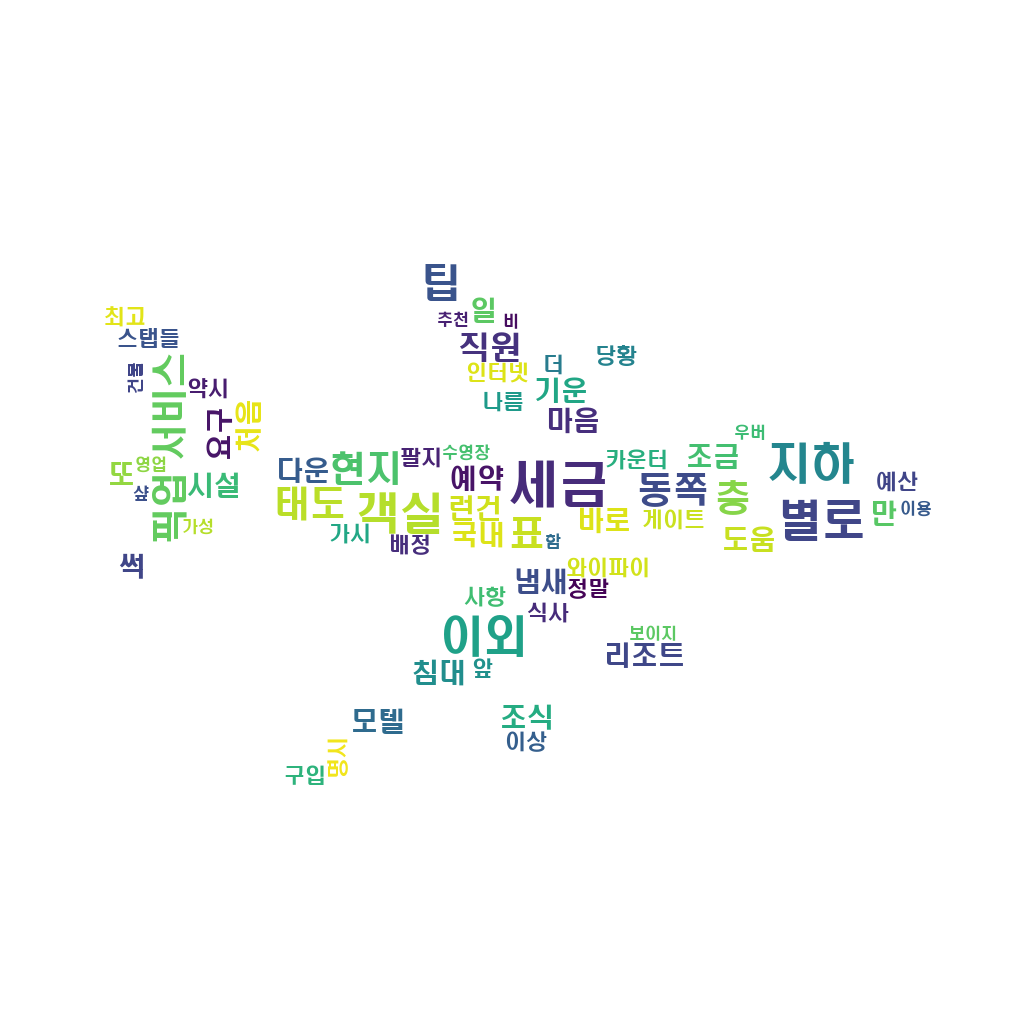 팁
최고
일
추천
비
스탭들
직원
당황
더
인터넷
건물
서비스
약시
기운
나름
요구
처음
마음
우버
수영장
팔지
조금
카운터
지하
영업
또
다운
현지
예약
세금
샾
픽업
시설
동쪽
층
예산
이용
태도
객실
런건
별로
만
가성
가시
배정
국내
표
함
바로
게이트
도움
썩
냄새
와이파이
정말
사항
식사
이외
보이지
리조트
침대
앞
모텔
조식
이상
명시
구입